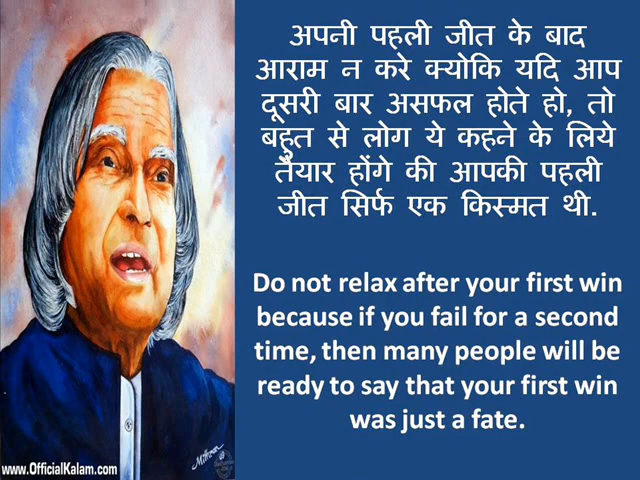 अपनी पहली जीत के बाद
आराम न करे क्योकि यदि आप
दूसरी बार असफल होते हो, तो
बहुत से लोग ये कहने के लिये
तैयार होंगे की आपकी पहली
जीत सिर्फ एक किस्मत थी.
Do not relax after your first win
because if you fail for a second
time, then many people will be
ready to say that your first win
was just a fate.
www.OfficialKalam.com